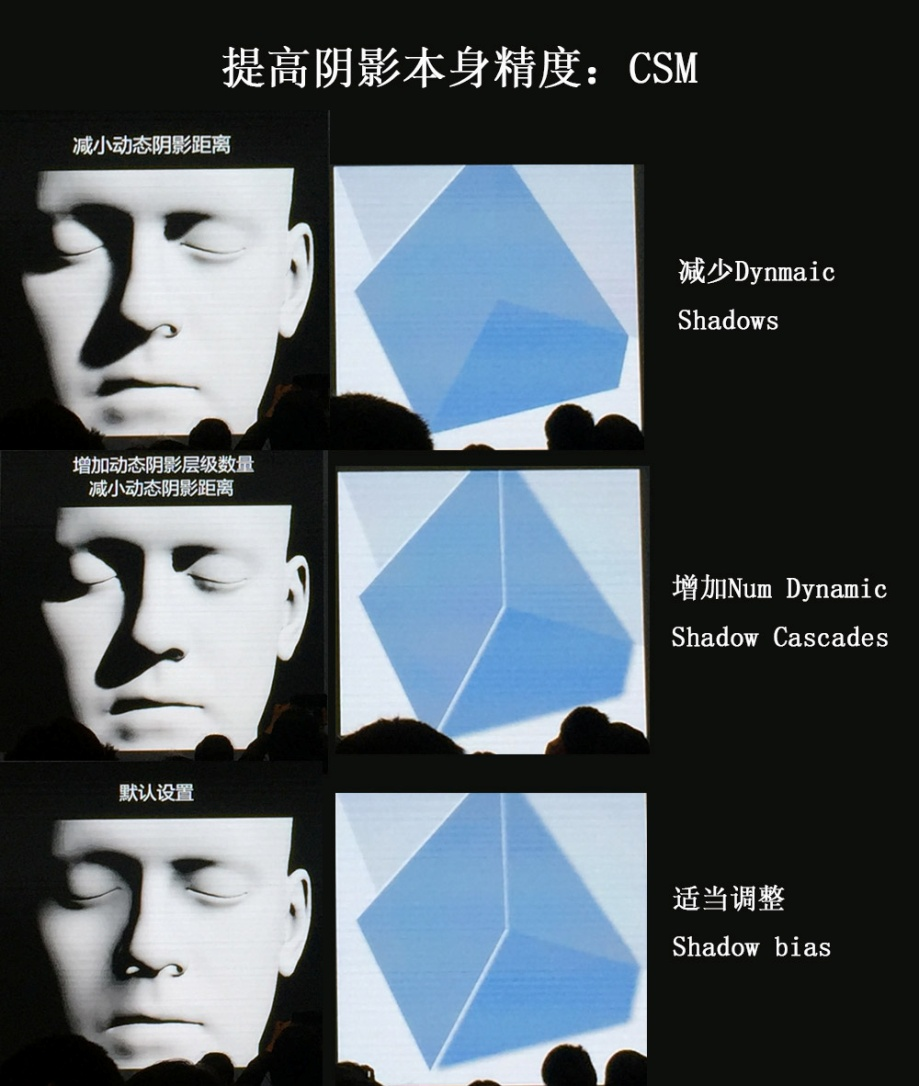 提高阴影本身精度：CSM
减小动态阴影距离
减少Dynmaic
Shadows
增加动态阴影层级数量
减小动态阴影距离
增加Num Dynamic
Shadow Cascades
默认设置
适当调整
Shadow bias